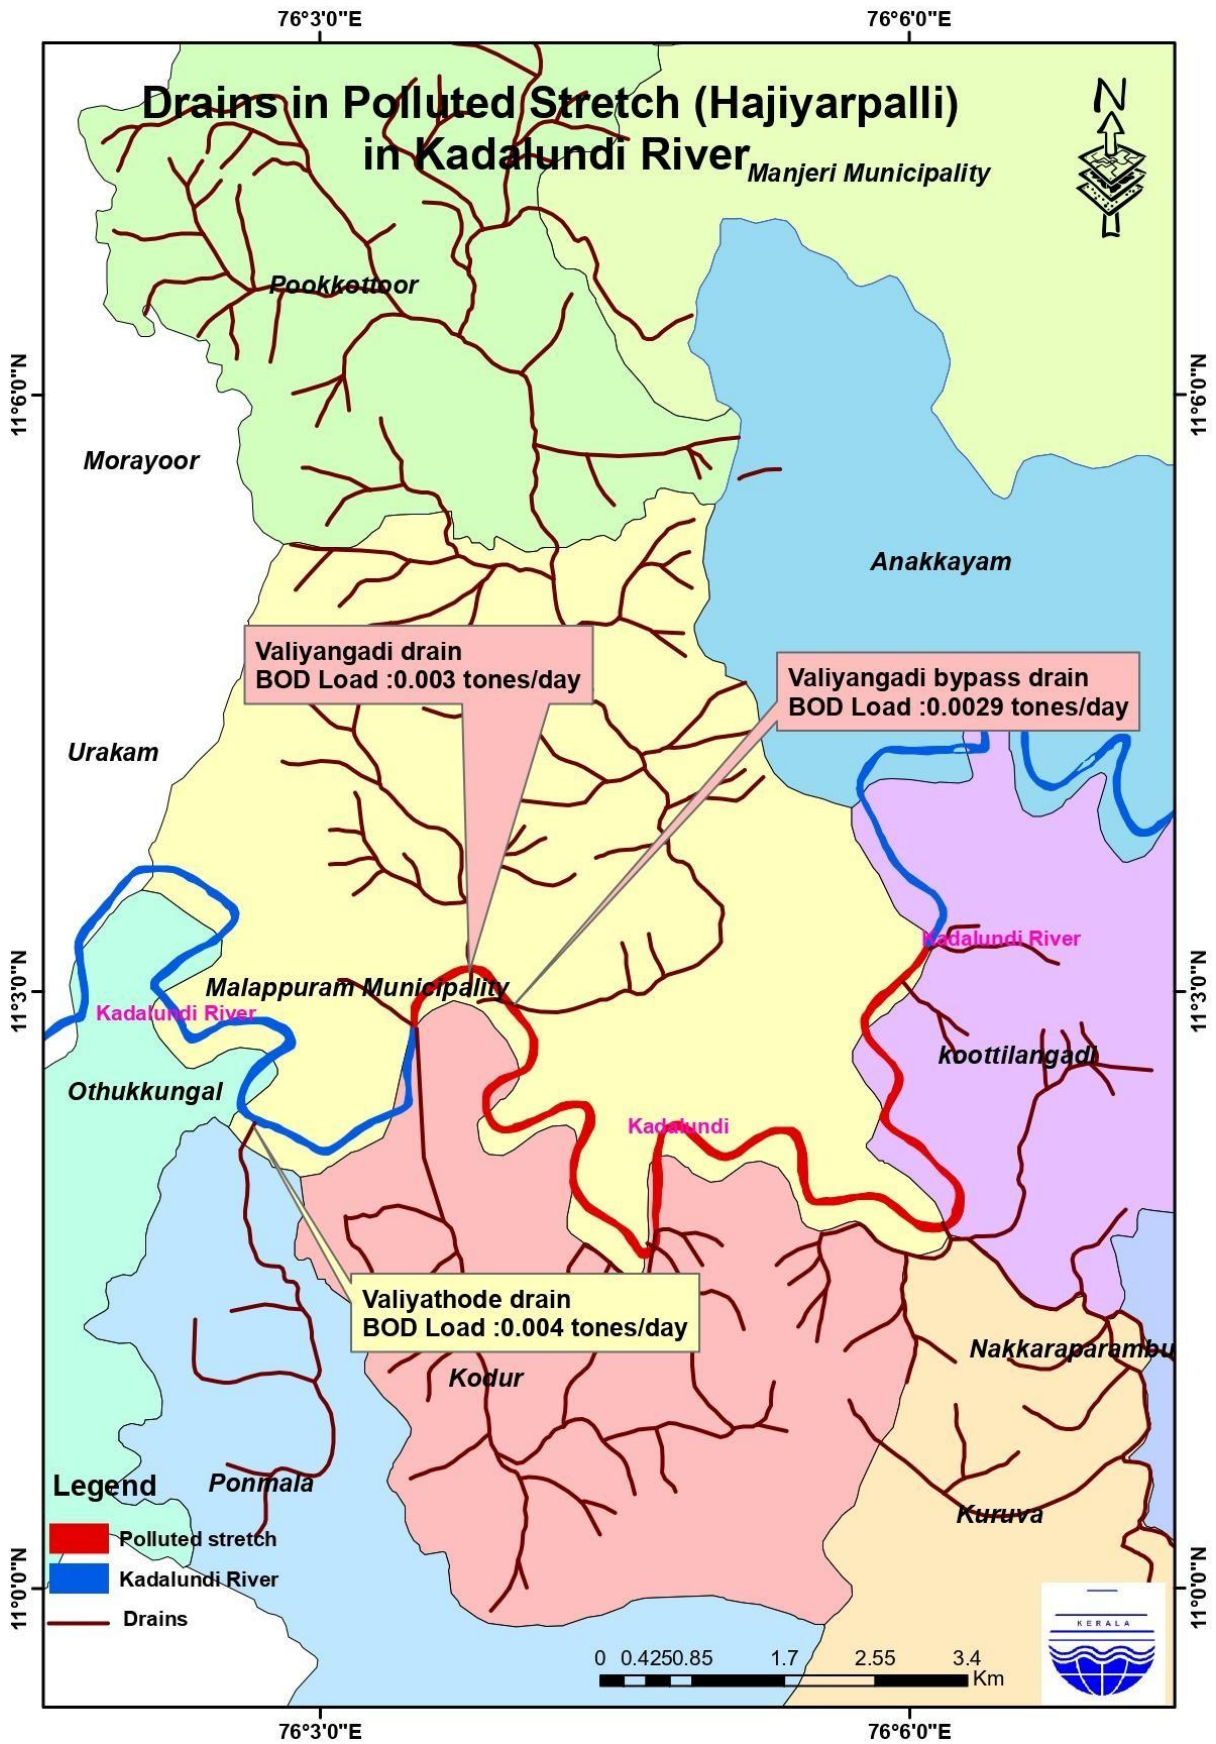 76°3'0"E
76°6'0"E
Drains in Polluted Stretch (Hajiyarpalli)
in Kadalundi River
N
Manjeri Municipality
Pookkottoor
11°6'0"N
11°6'0"N
Morayoor
Anakkayam
Valiyangadi drain
BOD Load :0.003 tones/day
Valiyangadi bypass drain
BOD Load :0.0029 tones/day
Urakam
Kadalundi River
Malappuram Municipality
11°3'0"N
11°3'0"N
Kadalundi River
koottilangadi
Othukkungal
Kadalundi
Valiyathode drain
BOD Load :0.004 tones/day
Nakkaraparambu
Kodur
Ponmala
Kuruva
Legend
Polluted stretch
Kadalundi River
Drains
11°0'0"N
11°0'0"N
KERALA
0 0.425 0.85 1.7 2.55 3.4
Km
76°3'0"E
76°6'0"E